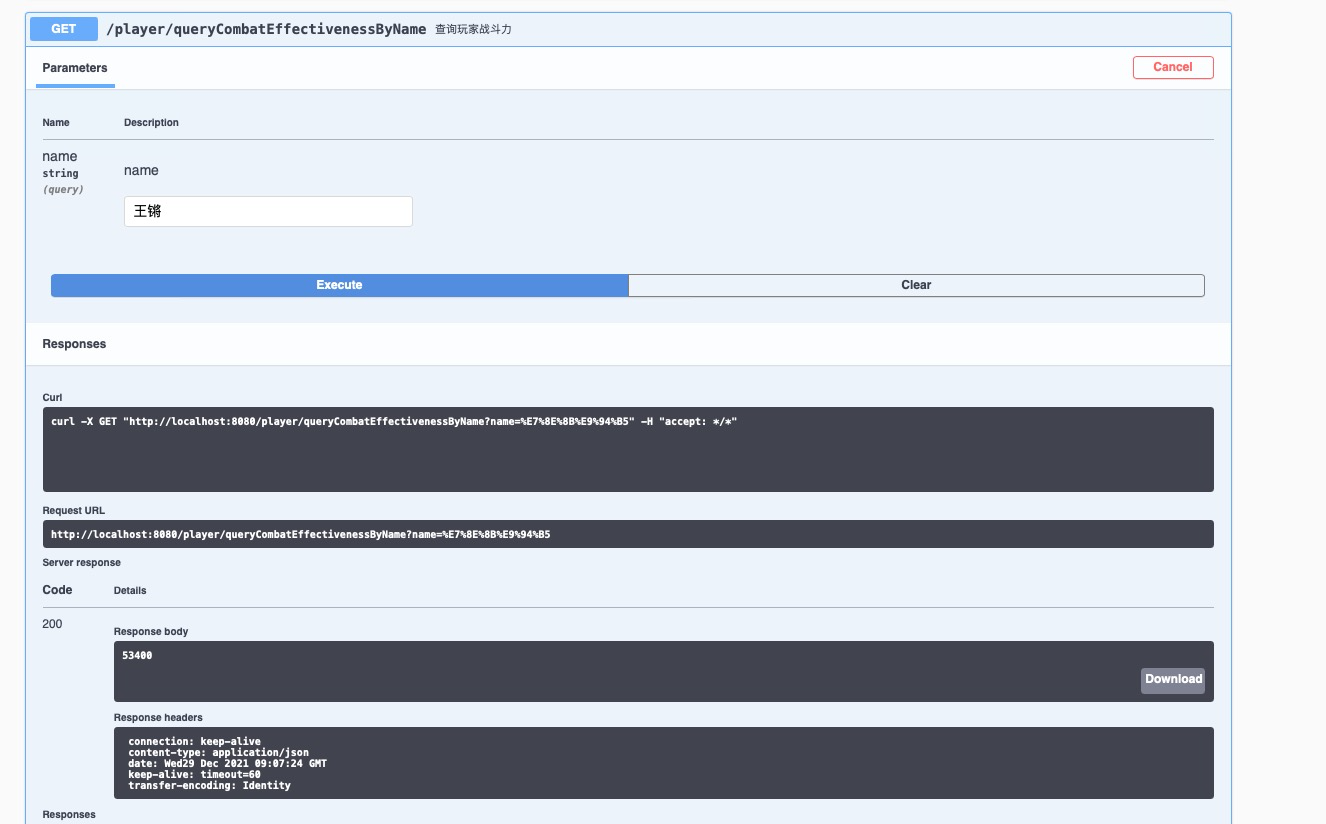 GET /player/queryCombatEffectivenessByName 查询玩家战斗力
Parameters
Cancel
Name Description
name
string
(query)
name
王锵
Execute
Clear
Responses
Curl
curl -X GET "http://localhost:8080/player/queryCombatEffectivenessByName?name=%E7%8E%8B%E9%94%B5" -H "accept: */*"
Request URL
http://localhost:8080/player/queryCombatEffectivenessByName?name=%E7%8E%8B%E9%94%B5
Server response
Code Details
200
Response body
53400
Download
Response headers
connection: keep-alive
content-type: application/json
date: Wed29 Dec 2021 09:07:24 GMT
keep-alive: timeout=60
transfer-encoding: Identity
Responses